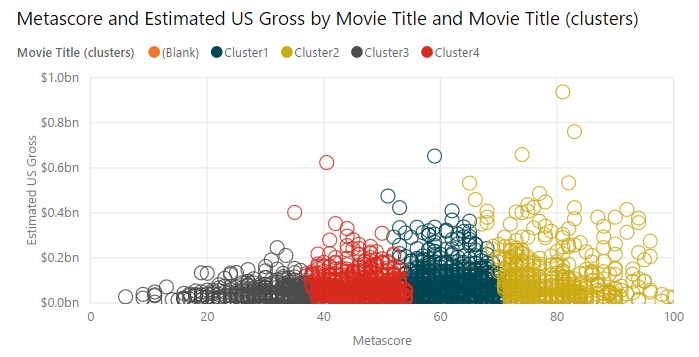 Metascore and Estimated US Gross by Movie Title and Movie Title (clusters)
Movie Title (clusters) (Blank) Cluster1 Cluster2 Cluster3 Cluster4
$1.0bn
$0.8bn
$0.6bn
$0.4bn
$0.2bn
$0.0bn
Estimated US Gross
0 20 40 60 80 100
Metascore